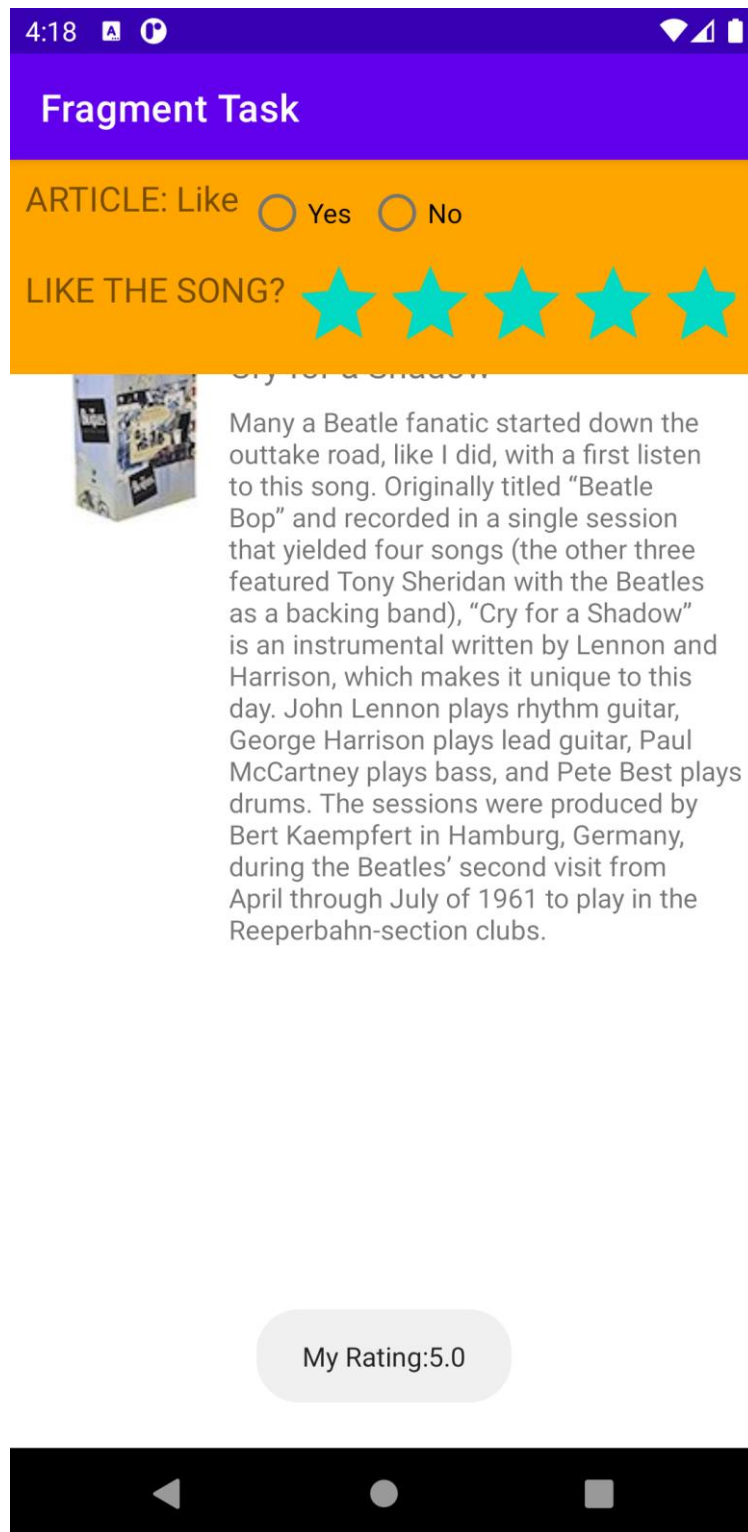 4:18
Fragment Task
ARTICLE: Like Yes No
LIKE THE SONG?
Cry for a Shadow
Many a Beatle fanatic started down the
outtake road, like I did, with a first listen
to this song. Originally titled “Beatle
Bop” and recorded in a single session
that yielded four songs (the other three
featured Tony Sheridan with the Beatles
as a backing band), “Cry for a Shadow”
is an instrumental written by Lennon and
Harrison, which makes it unique to this
day. John Lennon plays rhythm guitar,
George Harrison plays lead guitar, Paul
McCartney plays bass, and Pete Best plays
drums. The sessions were produced by
Bert Kaempfert in Hamburg, Germany,
during the Beatles’ second visit from
April through July of 1961 to play in the
Reeperbahn-section clubs.
My Rating:5.0